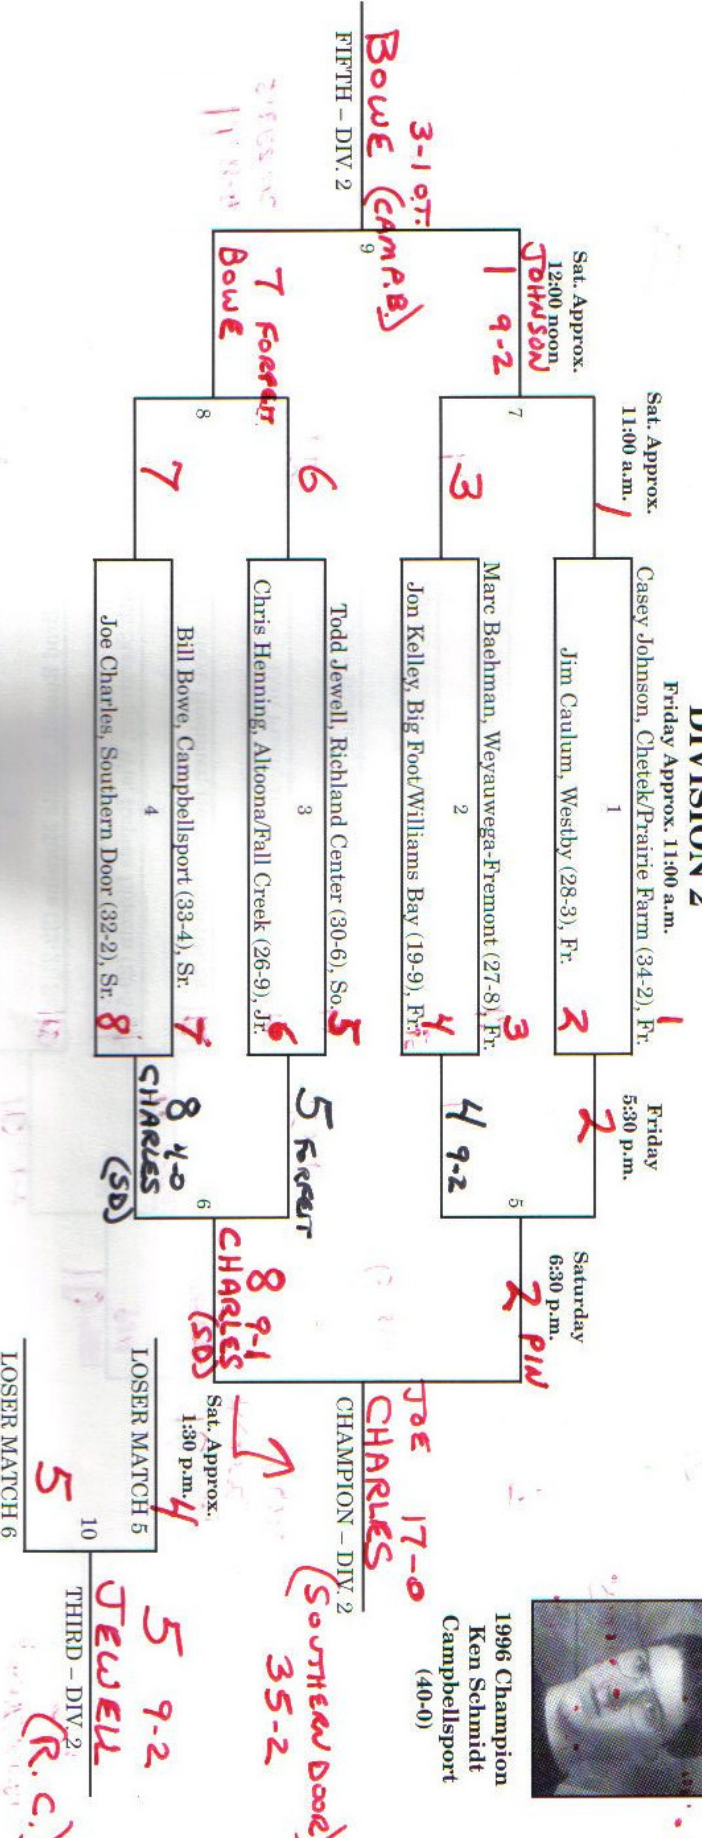 DIVISION 2
Friday Approx. 11:00 a.m.
Casey Johnson, Chetek/Prairie Farm (34-2), Fr. 1
1
Jim Caulum, Westby (28-3), Fr. 2
Marc Baehman, Weyauwega-Fremont (27-8), Fr. 3
2
Jon Kelley, Big Foot/Williams Bay (19-9), Fr. 4
Todd Jewell, Richland Center (30-6), So. 5
3
Chris Henning, Altoona/Fall Creek (26-9), Jr. 6
Bill Bowe, Campbellsport (33-4), Sr. 7
4
Joe Charles, Southern Door (32-2), Sr. 8
Sat. Approx.
11:00 a.m.
1
3
6
7
Sat. Approx.
12:00 noon
JOHNSON
1 9-2
7
7 FORFEIT
BOWE
8
3-1 O.T.
BOWE (CAMPB.)
FIFTH – DIV. 2
9
Friday
5:30 p.m.
2
4 9-2
5 FORFEIT
8 4-0
CHARLES
(SD)
Saturday
6:30 p.m.
5
2 PIN
6
8 9-1
CHARLES
(SD)
JOE 17-0
CHARLES
CHAMPION – DIV. 2
(SOUTHERN DOOR)
35-2
Sat. Approx.
1:30 p.m.
4
LOSER MATCH 5
10
5
LOSER MATCH 6
5 9-2
JEWELL
THIRD – DIV. 2
(R.C.)
1996 Champion
Ken Schmidt
Campbellsport
(40-0)